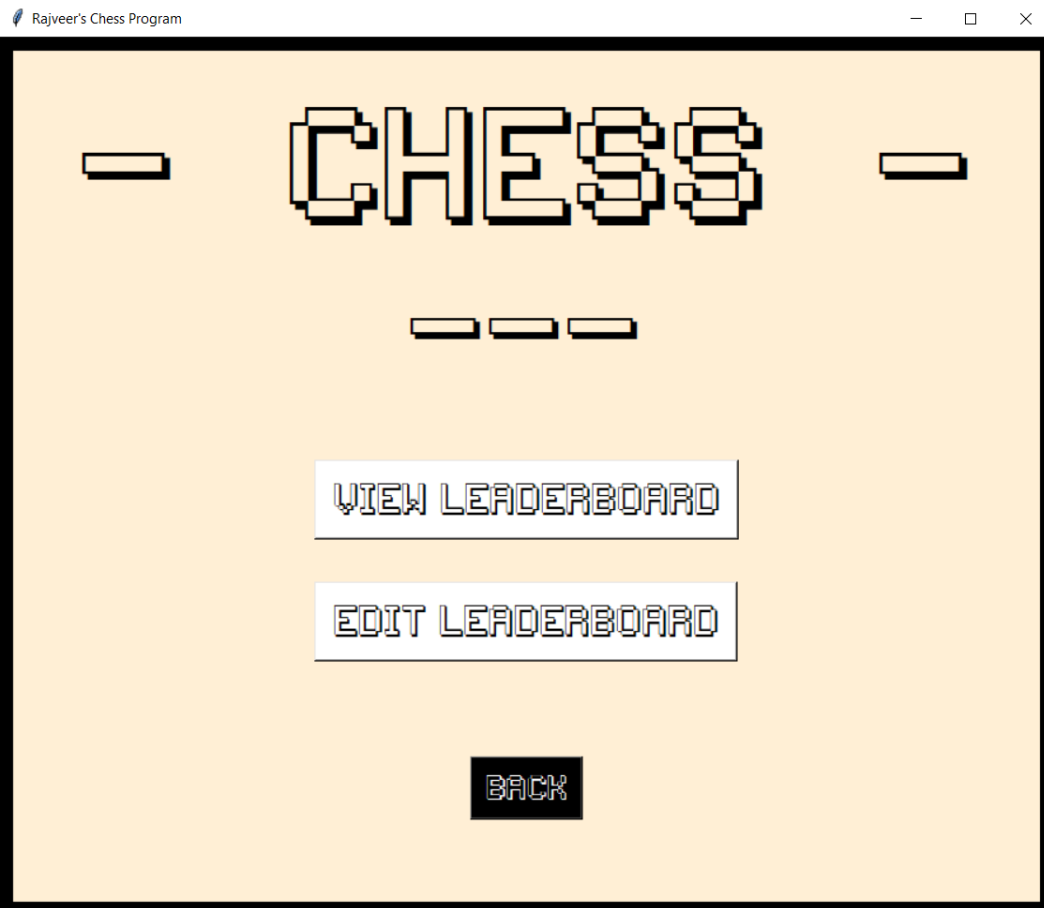 Rajveer's Chess Program
- CHESS -
---
VIEW LEADERBOARD
EDIT LEADERBOARD
BACK